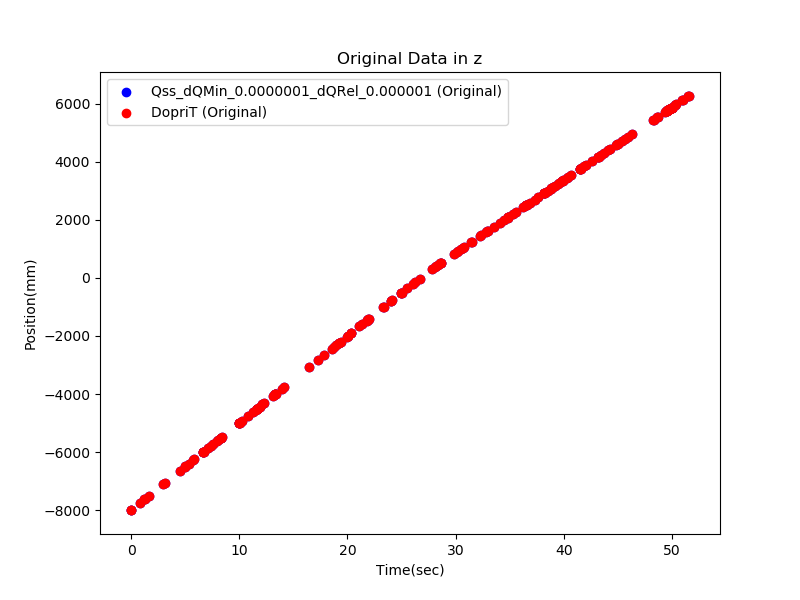 Original Data in z
Qss_dQMin_0.0000001_dQRel_0.000001 (Original)
DopriT (Original)
6000
4000
2000
0
−2000
−4000
−6000
−8000
Position(mm)
0 10 20 30 40 50
Time(sec)